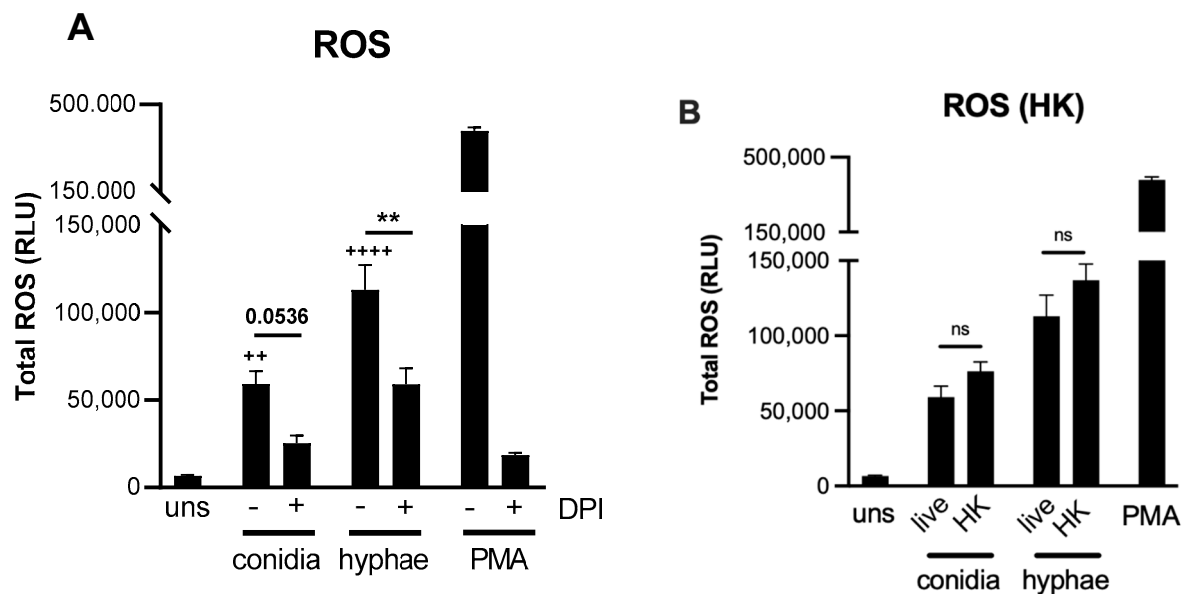 A
ROS
500.000
150.000
150,000
100,000
50,000
0
Total ROS (RLU)
++
0.0536
++++
**
uns - + - + - + DPI
conidia hyphae PMA
B
ROS (HK)
500,000
150,000
150,000
100,000
50,000
0
Total ROS (RLU)
ns
ns
uns live HK live HK PMA
conidia hyphae